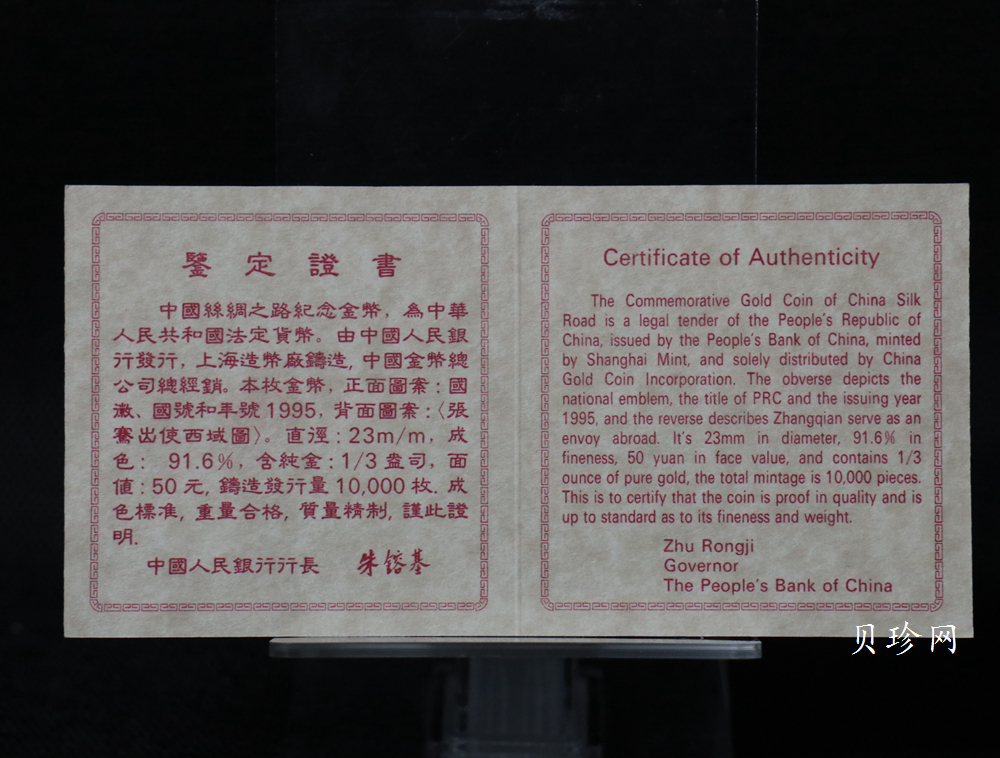 鑒定證書
中國絲綢之路紀念金幣，為中華
人民共和國法定貨幣。由中國人民銀
行發行，上海造幣廠鑄造，中國金幣總
公司總經銷。本枚金幣，正面圖案：國
徽、國號和年號1995，背面圖案：〈張
騫出使西域圖〉。直徑：23m/m，成
色： 91.6%，含純金：1/3盎司，面
值：50元，鑄造發行量10,000枚．成
色標準，重量合格，質量精制，謹此證
明．
中國人民銀行行長 朱鎔基
Certificate of Authenticity
The Commemorative Gold Coin of China Silk
Road is a legal tender of the People's Republic of
China, issued by the People's Bank of China, minted
by Shanghai Mint, and solely distributed by China
Gold Coin Incorporation. The obverse depicts the
national emblem, the title of PRC and the issuing year
1995, and the reverse describes Zhangqian serve as an
envoy abroad. It's 23mm in diameter, 91.6% in
fineness, 50 yuan in face value, and contains 1/3
ounce of pure gold, the total mintage is 10,000 pieces.
This is to certify that the coin is proof in quality and is
up to standard as to its fineness and weight.
Zhu Rongji
Governor
The People's Bank of China
贝珍网